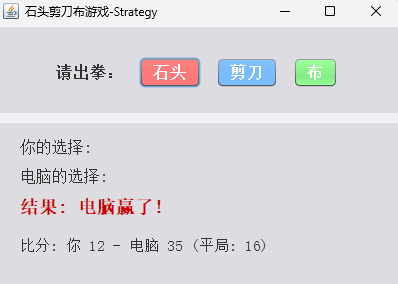 石头剪刀布游戏-Strategy
请出拳： 石头 剪刀 布
你的选择:
电脑的选择:
结果: 电脑赢了!
比分: 你 12 - 电脑 35 (平局: 16)